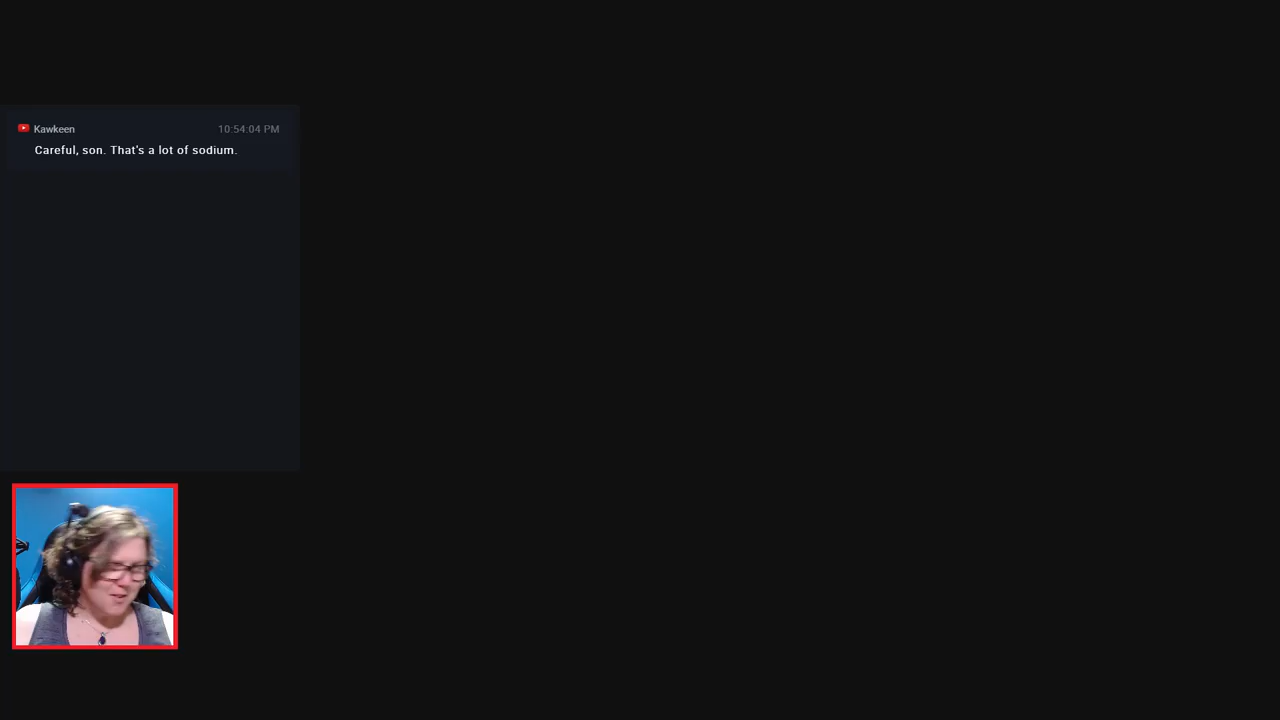 Kawkeen 10:54:04 PM
Careful, son. That's a lot of sodium.